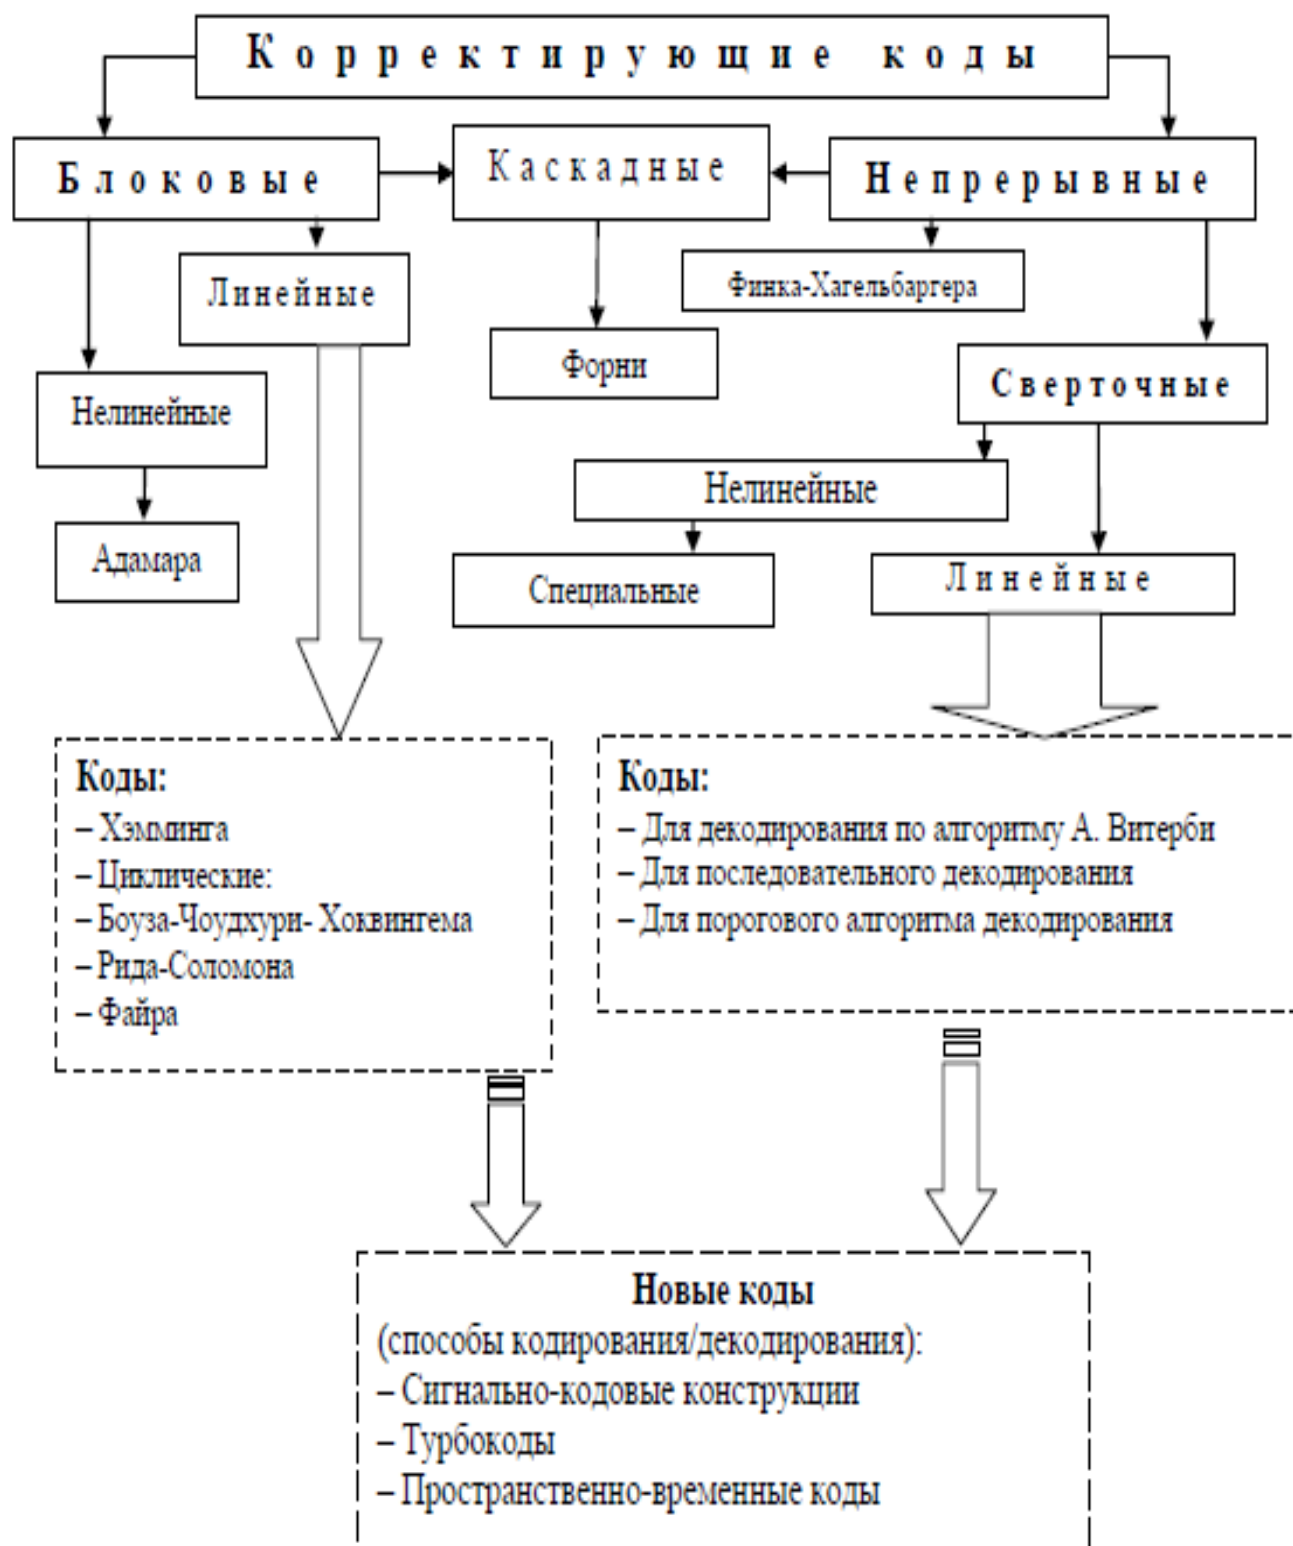 Корректирующие коды
Блоковые
Каскадные
Непрерывные
Линейные
Финка-Хагельбаргера
Форни
Сверточные
Нелинейные
Нелинейные
Адамара
Специальные
Линейные
Коды:
– Хэмминга
– Циклические:
– Боуза-Чоудхури- Хоквингема
– Рида-Соломона
– Файра
Коды:
– Для декодирования по алгоритму А. Витерби
– Для последовательного декодирования
– Для порогового алгоритма декодирования
Новые коды
(способы кодирования/декодирования):
– Сигнально-кодовые конструкции
– Турбокоды
– Пространственно-временные коды